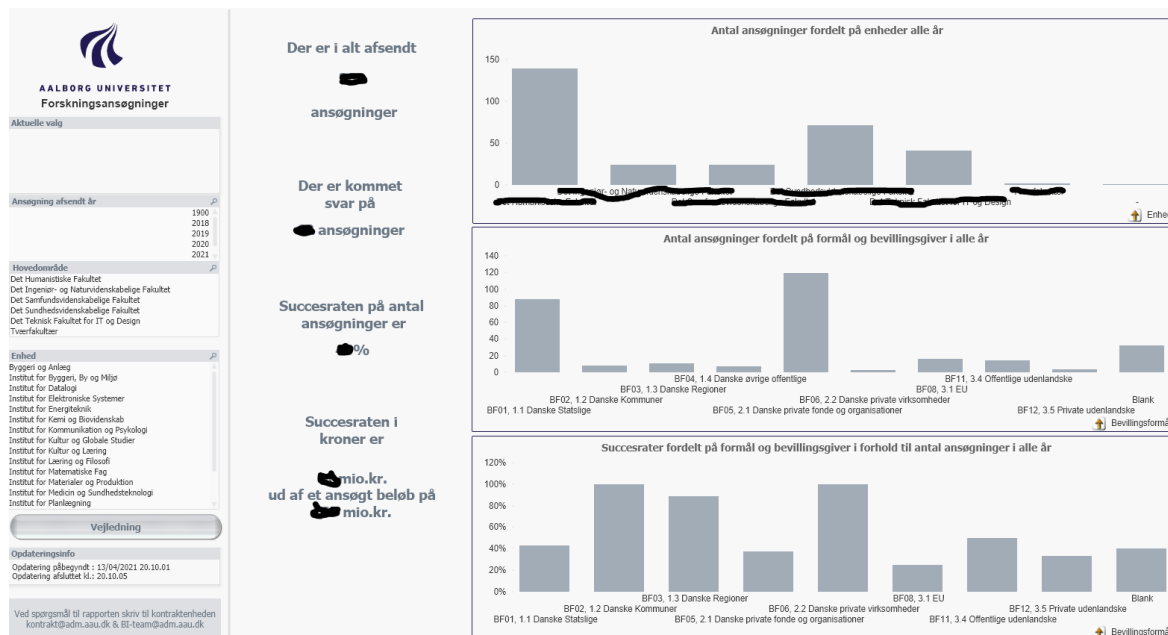 AALBORG UNIVERSITET
Forskningsansøgninger
Aktuelle valg
Ansøgning afsendt år
1900
2018
2019
2020
2021
Hovedområde
Det Humanistiske Fakultet
Det Ingeniør- og Naturvidenskabelige Fakultet
Det Samfundsvidenskabelige Fakultet
Det Sundhedsvidenskabelige Fakultet
Det Teknisk Fakultet for IT og Design
Tværfakultær
Enhed
Byggeri og Anlæg
Institut for Byggeri, By og Miljø
Institut for Datalogi
Institut for Elektroniske Systemer
Institut for Energiteknik
Institut for Kemi og Biovidenskab
Institut for Kommunikation og Psykologi
Institut for Kultur og Globale Studier
Institut for Kultur og Læring
Institut for Læring og Filosofi
Institut for Matematiske Fag
Institut for Materialer og Produktion
Institut for Medicin og Sundhedsteknologi
Institut for Planlægning
Vejledning
Opdateringsinfo
Opdatering påbegyndt : 13/04/2021 20.10.01
Opdatering afsluttet kl.: 20.10.05
Ved spørgsmål til rapporten skriv til kontraktenheden
kontrakt@adm.aau.dk & BI-team@adm.aau.dk
Der er i alt afsendt
ansøgninger
Der er kommet
svar på
ansøgninger
Succesraten på antal
ansøgninger er
%
Succesraten i
kroner er
mio.kr.
ud af et ansøgt beløb på
mio.kr.
Antal ansøgninger fordelt på enheder alle år
150
100
50
0
-
Enhed
Antal ansøgninger fordelt på formål og bevillingsgiver i alle år
140
120
100
80
60
40
20
0
BF04, 1.4 Danske øvrige offentlige
BF11, 3.4 Offentlige udenlandske
BF03, 1.3 Danske Regioner
BF08, 3.1 EU
BF02, 1.2 Danske Kommuner
BF06, 2.2 Danske private virksomheder
Blank
BF01, 1.1 Danske Statslige
BF05, 2.1 Danske private fonde og organisationer
BF12, 3.5 Private udenlandske
Bevillingsformå
Succesrater fordelt på formål og bevillingsgiver i forhold til antal ansøgninger i alle år
120%
100%
80%
60%
40%
20%
0%
BF03, 1.3 Danske Regioner
BF08, 3.1 EU
Blank
BF02, 1.2 Danske Kommuner
BF06, 2.2 Danske private virksomheder
BF12, 3.5 Private udenlandske
BF01, 1.1 Danske Statslige
BF05, 2.1 Danske private fonde og organisationer
BF11, 3.4 Offentlige udenlandske
Bevillingsformå